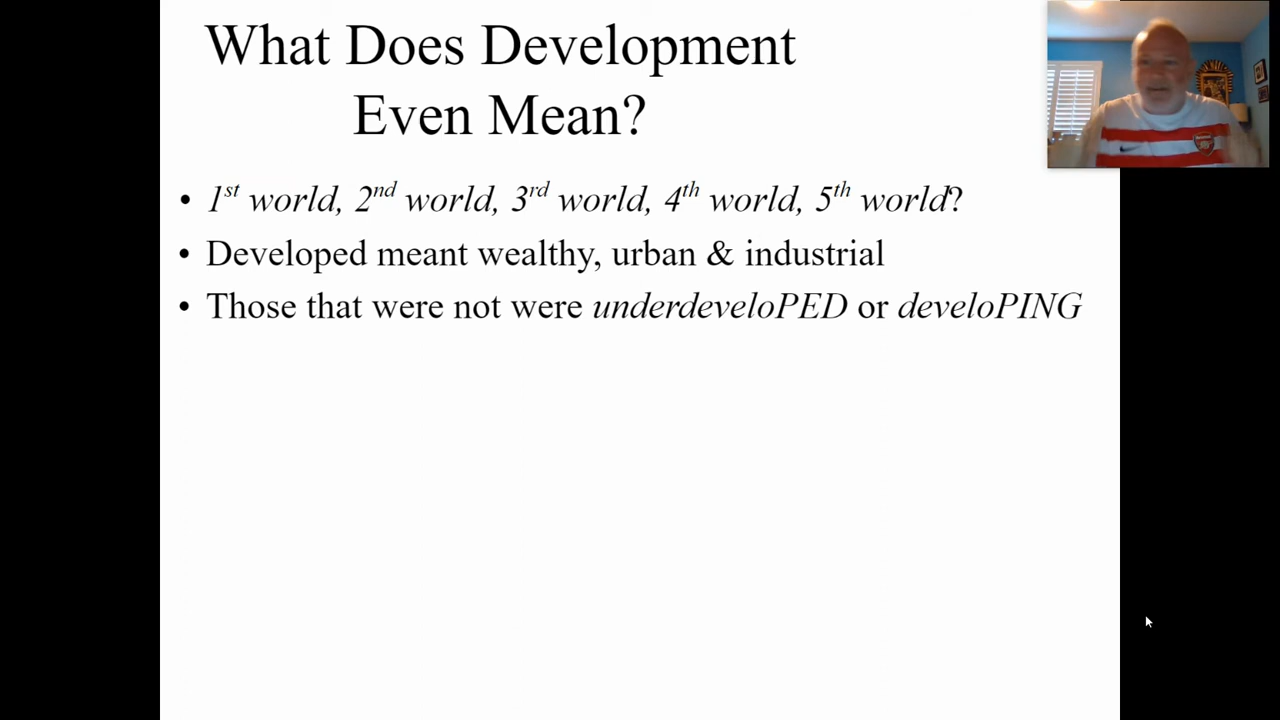 What Does Development
Even Mean?
• 1st world, 2nd world, 3rd world, 4th world, 5th world?
• Developed meant wealthy, urban & industrial
• Those that were not were underdeveloPED or develoPING